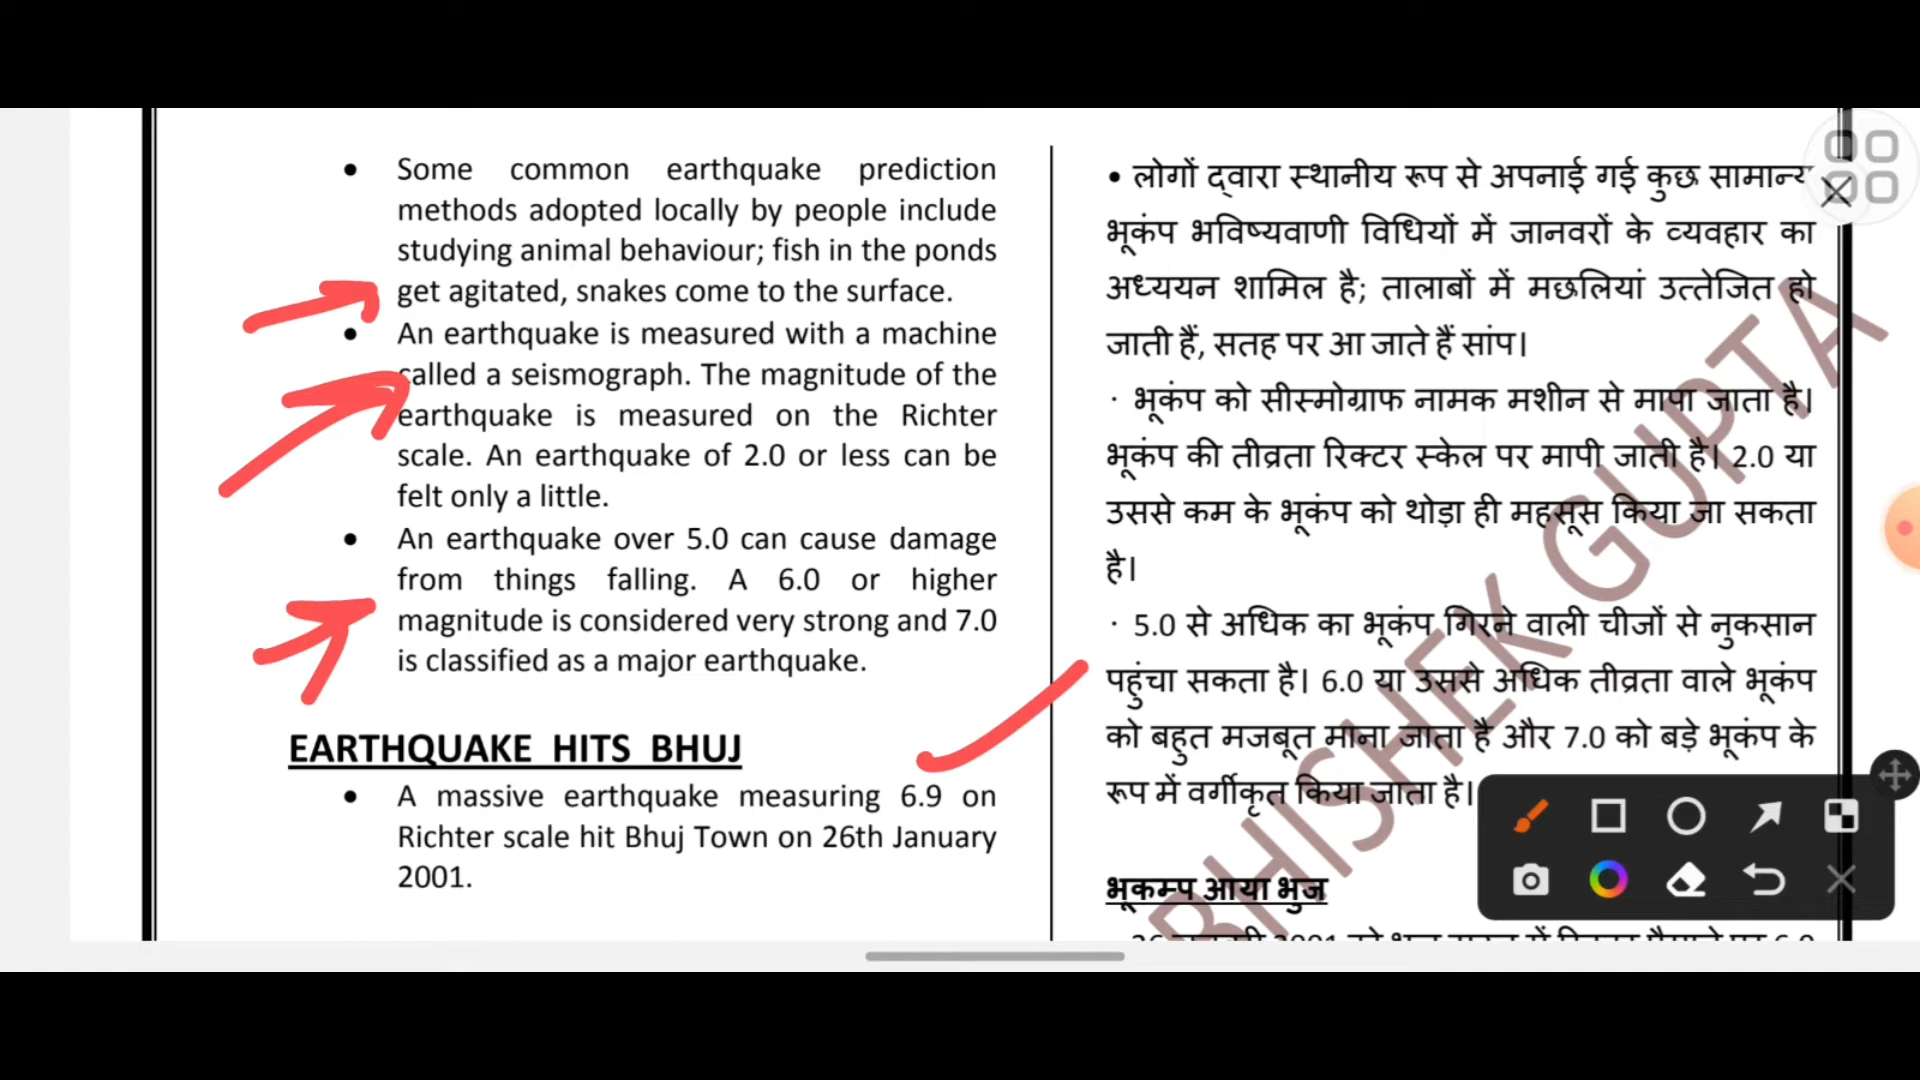 Some common earthquake prediction
methods adopted locally by people include
studying animal behaviour; fish in the ponds
get agitated, snakes come to the surface.
An earthquake is measured with a machine
called a seismograph. The magnitude of the
earthquake is measured on the Richter
scale. An earthquake of 2.0 or less can be
felt only a little.
An earthquake over 5.0 can cause damage
from things falling. A 6.0 or higher
magnitude is considered very strong and 7.0
is classified as a major earthquake.
EARTHQUAKE HITS BHUJ
A massive earthquake measuring 6.9 on
Richter scale hit Bhuj Town on 26th January
2001.
• लोगों द्वारा स्थानीय रूप से अपनाई गई कुछ सामान्य
भूकंप भविष्यवाणी विधियों में जानवरों के व्यवहार का
अध्ययन शामिल है; तालाबों में मछलियां उत्तेजित हो
जाती हैं, सतह पर आ जाते हैं सांप।
· भूकंप को सीस्मोग्राफ नामक मशीन से मापा जाता है।
भूकंप की तीव्रता रिक्टर स्केल पर मापी जाती है। 2.0 या
उससे कम के भूकंप को थोड़ा ही महसूस किया जा सकता
है।
· 5.0 से अधिक का भूकंप गिरने वाली चीजों से नुकसान
पहुंचा सकता है। 6.0 या उससे अधिक तीव्रता वाले भूकंप
को बहुत मजबूत माना जाता है और 7.0 को बड़े भूकंप के
रूप में वर्गीकृत किया जाता है।
भूकम्प आया भुज
BHISHEK GUPTA